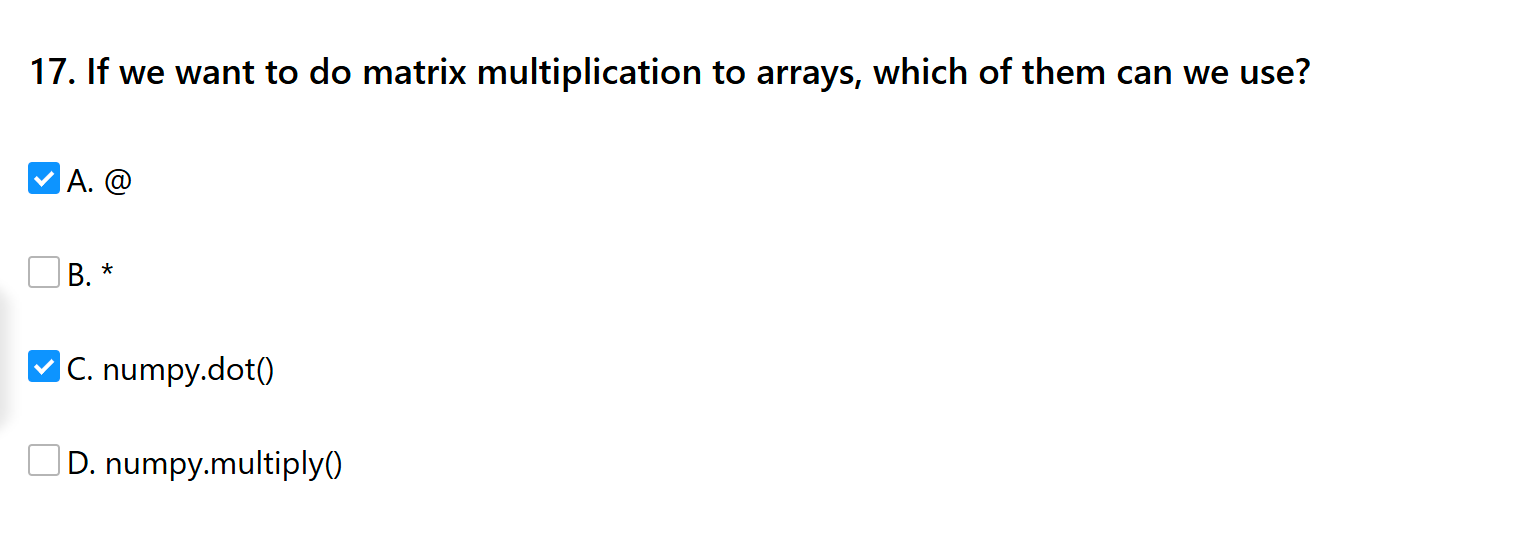 17. If we want to do matrix multiplication to arrays, which of them can we use?
A. @
B. *
C. numpy.dot()
D. numpy.multiply()